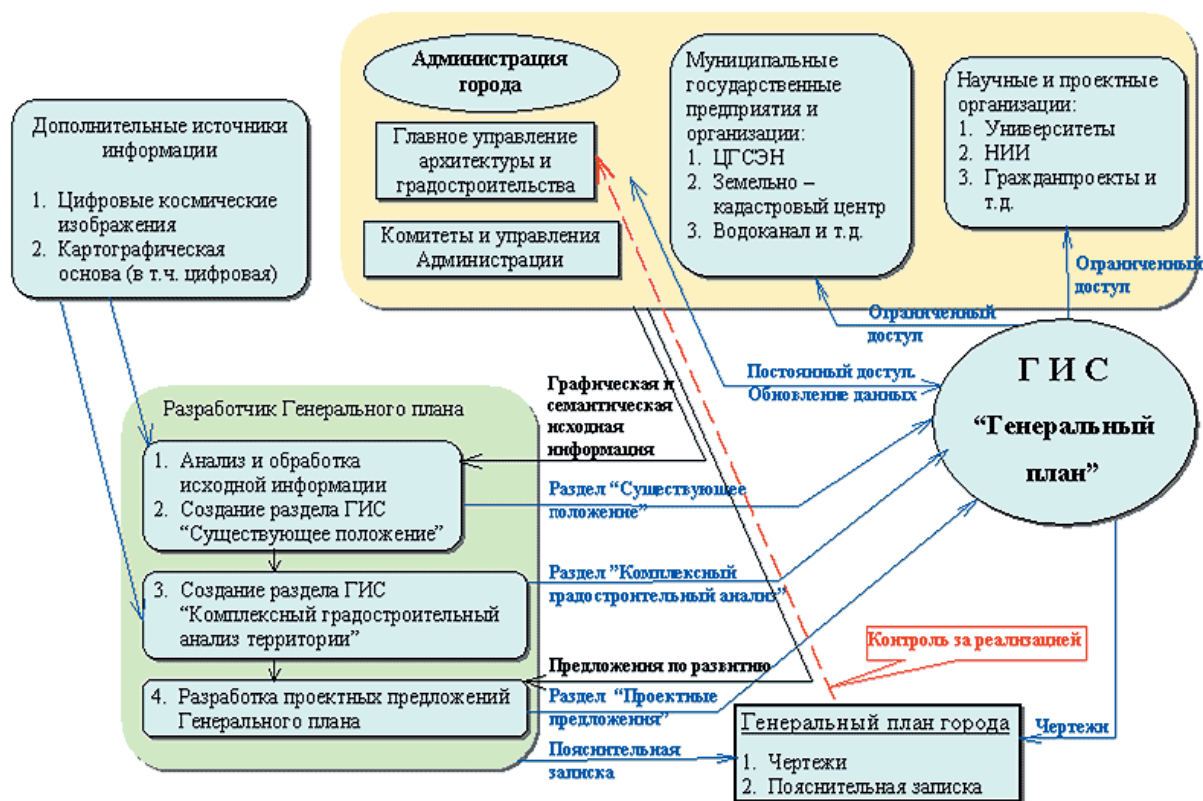 Администрация
города
Главное управление
архитектуры и
градостроительства
Комитеты и управления
Администрации
Муниципальные
государственные
предприятия и
организации:
1. ЦГСЭН
2. Земельно –
кадастровый центр
3. Водоканал и т.д.
Научные и проектные
организации:
1. Университеты
2. НИИ
3. Гражданпроекты и
т.д.
Дополнительные источники
информации
1. Цифровые космические
изображения
2. Картографическая
основа (в т.ч. цифровая)
Ограниченный
доступ
Ограниченный
доступ
Постоянный доступ.
Обновление данных
Г И С
“Генеральный
план”
Графическая и
семантическая
исходная
информация
Разработчик Генерального плана
1. Анализ и обработка
исходной информации
2. Создание раздела ГИС
“Существующее положение”
Раздел “Существующее
положение”
3. Создание раздела ГИС
“Комплексный градостроительный
анализ территории”
Раздел ”Комплексный
градостроительный анализ”
Контроль за реализацией
Предложения по развитию
4. Разработка проектных предложений
Генерального плана
Раздел “Проектные
предложения”
Пояснительная
записка
Чертежи
Генеральный план города
1. Чертежи
2. Пояснительная записка